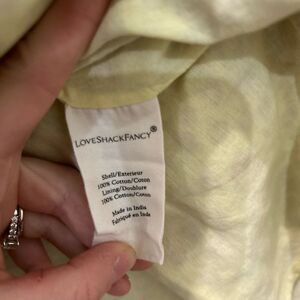 LOVESHACKFANCY®
Shell/Exterieur
100% Cotton/Coton
Lining/Doublure
100% Cotton/Coton
Made in India
Fabriqué en Inde